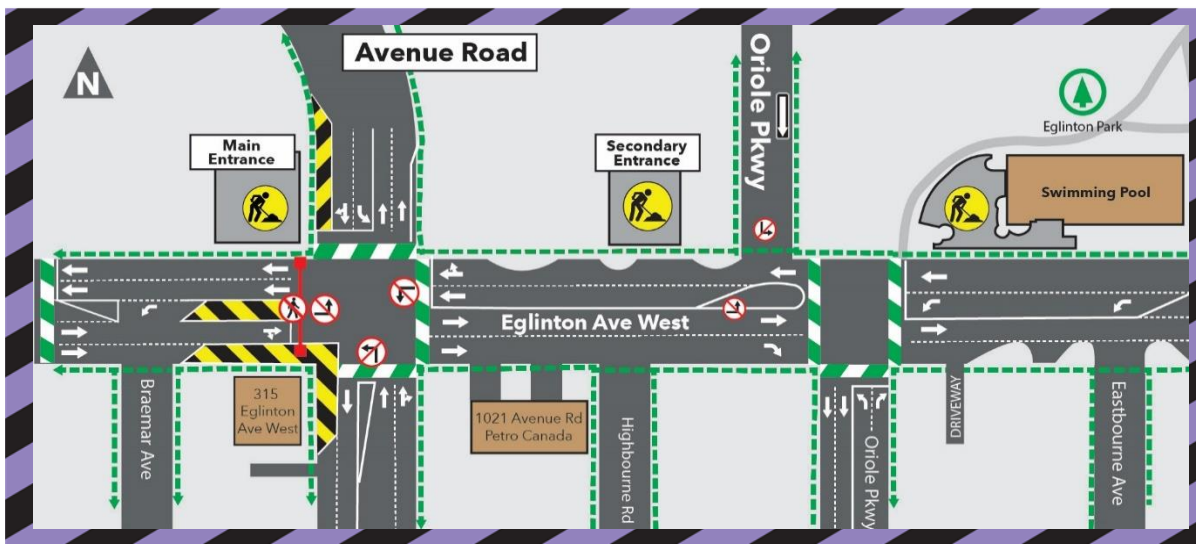 N
Avenue Road
Oriole Pkwy
Main
Entrance
Secondary
Entrance
Eglinton Park
Swimming Pool
Eglinton Ave West
Braemar Ave
315
Eglinton
Ave West
1021 Avenue Rd
Petro Canada
Highbourne Rd
Oriole Pkwy
DRIVEWAY
Eastbourne Ave